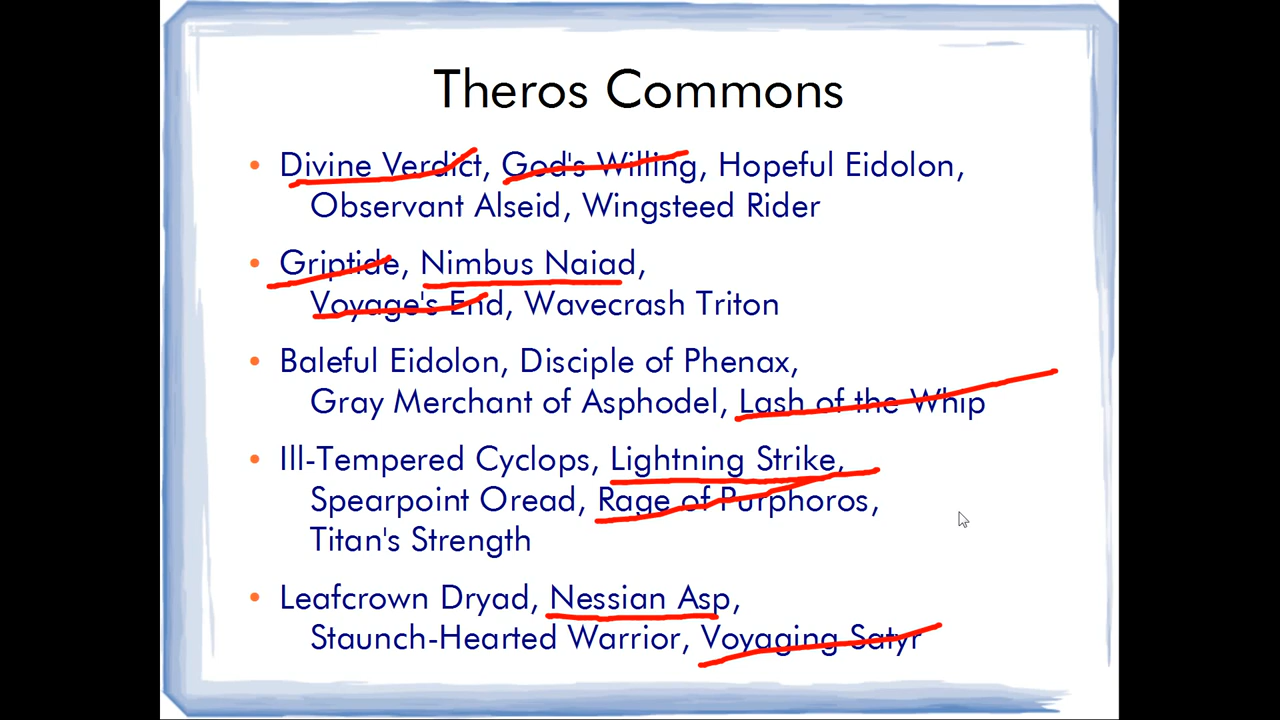 Theros Commons
• Divine Verdict, God's Willing, Hopeful Eidolon,
Observant Alseid, Wingsteed Rider
• Griptide, Nimbus Naiad,
Voyage's End, Wavecrash Triton
• Baleful Eidolon, Disciple of Phenax,
Gray Merchant of Asphodel, Lash of the Whip
• Ill-Tempered Cyclops, Lightning Strike,
Spearpoint Oread, Rage of Purphoros,
Titan's Strength
• Leafcrown Dryad, Nessian Asp,
Staunch-Hearted Warrior, Voyaging Satyr